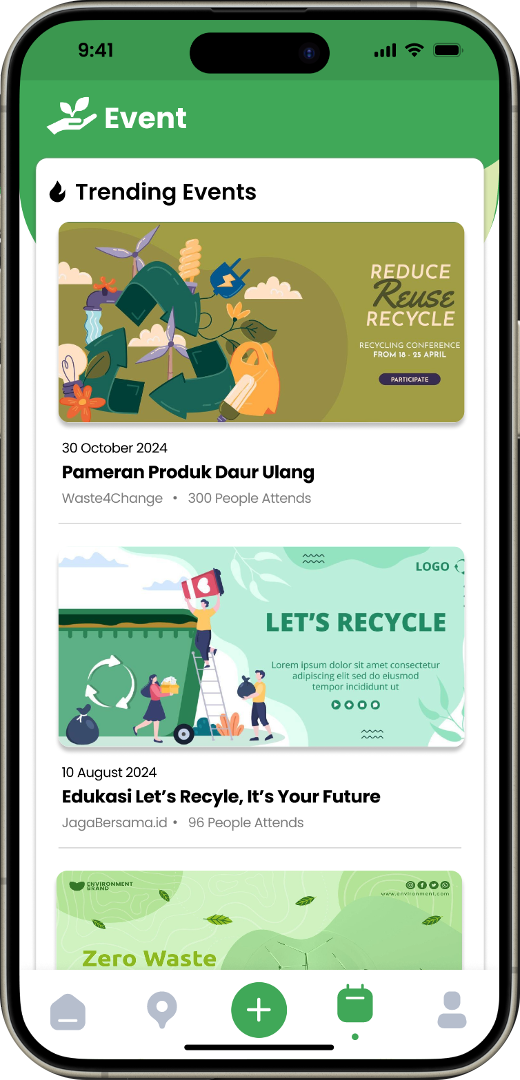 9:41
Event
Trending Events
REDUCE
Reuse
RECYCLE
RECYCLING CONFERENCE
FROM 18 - 25 APRIL
PARTICIPATE
30 October 2024
Pameran Produk Daur Ulang
Waste4Change • 300 People Attends
LOGO
LET'S RECYCLE
Lorem ipsum dolor sit amet consectetur
adipiscing elit sed do eiusmod
tempor incididunt ut
10 August 2024
Edukasi Let's Recyle, It's Your Future
JagaBersama.id • 96 People Attends
ENVIRONMENT
BRAND
www.environment.com
Zero Waste